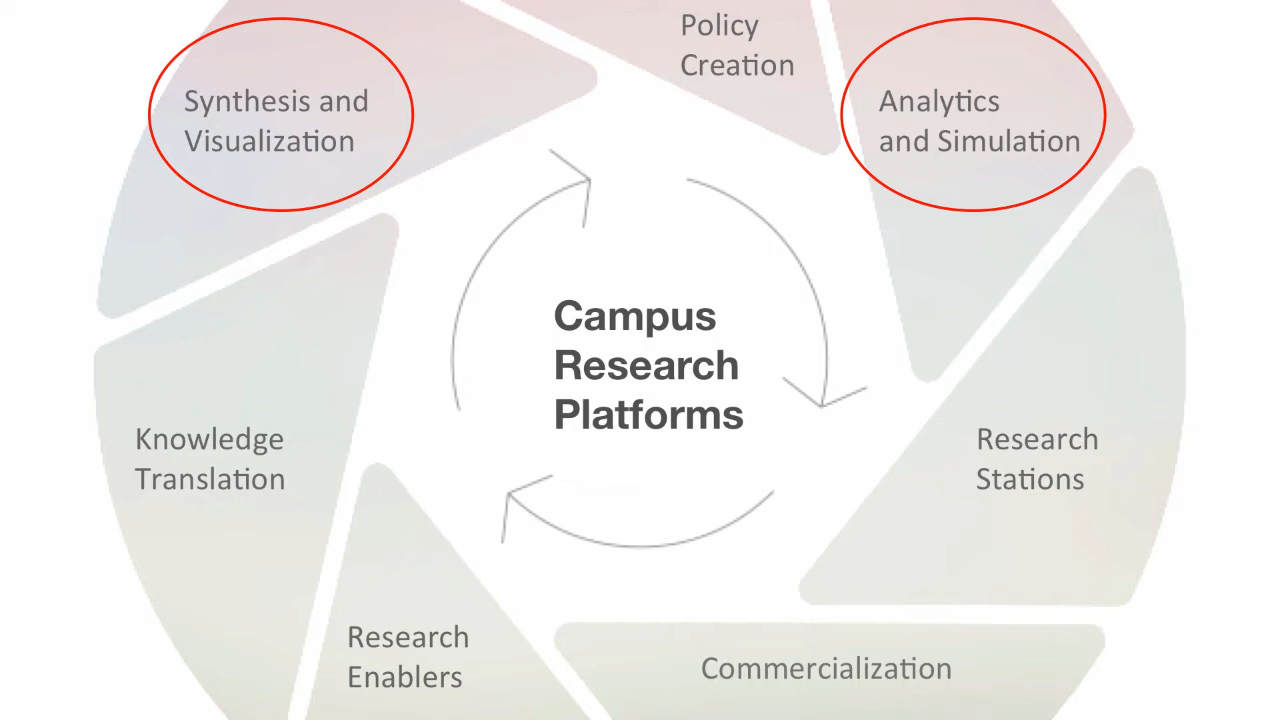 Policy
Creation
Synthesis and
Visualization
Analytics
and Simulation
Campus
Research
Platforms
Knowledge
Translation
Research
Stations
Research
Enablers
Commercialization